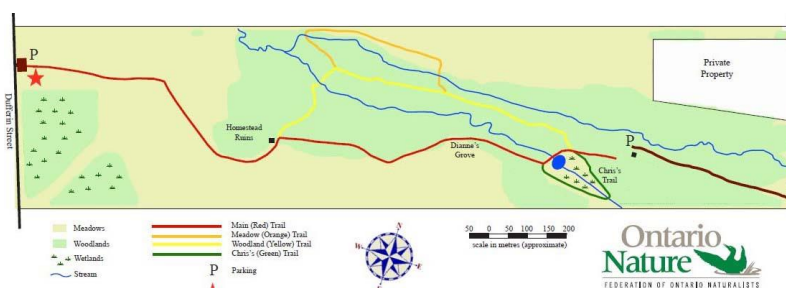 P
Private
Property
Dufferin Street
Homestead
Ruins
Dianne's
Grove
P
Chris's
Trail
Meadows
Woodlands
Wetlands
Stream
Main (Red) Trail
Meadow (Orange) Trail
Woodland (Yellow) Trail
Chris's (Green) Trail
P Parking
N
W
E
S
50 0 50 100 150 200
scale in metres (approximate)
Ontario
Nature
FEDERATION OF ONTARIO NATURALISTS